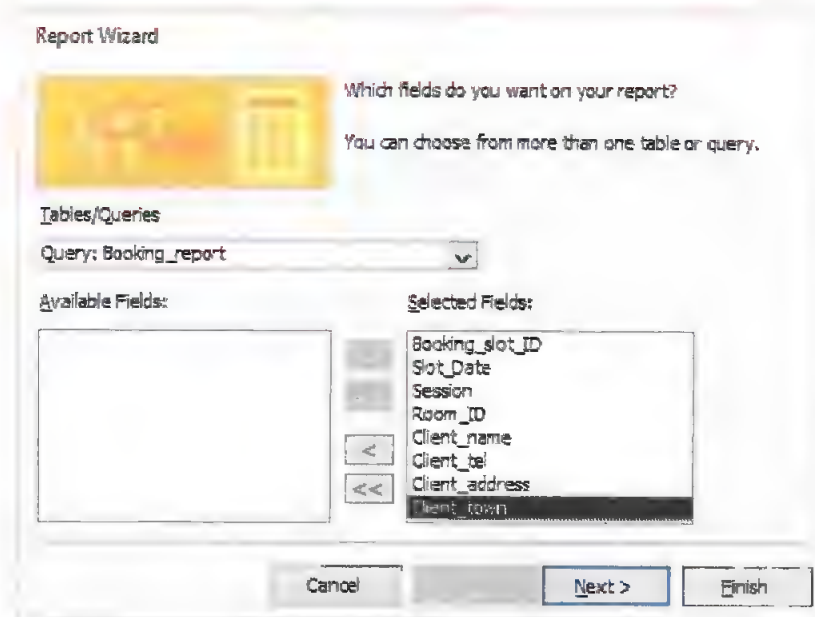 Report Wizard
Which fields do you want on your report?
You can choose from more than one table or query.
Tables/Queries
Query: Booking_report
Available Fields:
Selected Fields:
Booking_slot_ID
Slot_Date
Session
Room_ID
Client_name
Client_tel
Client_address
Client_town
<
<<
Cancel
Next >
Finish